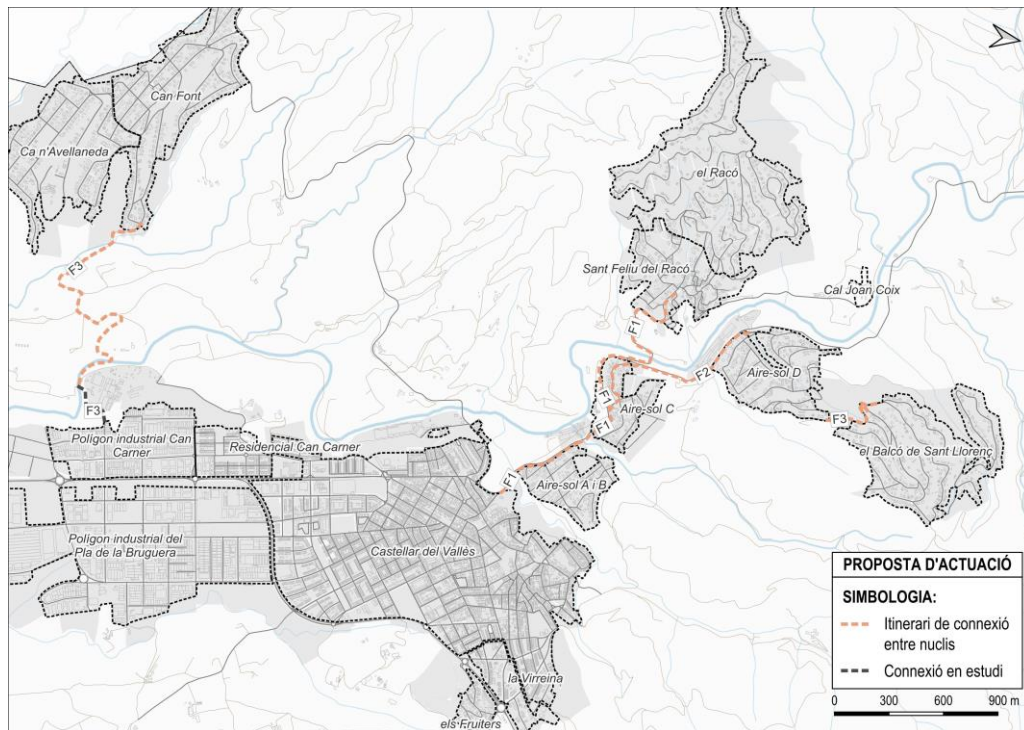 Can Font
Ca n'Avellaneda
F3
el Racó
Sant Feliu del Racó
Cal Joan Coix
F1
F2
Aire-sol D
F1
Aire-sol C
F3
F3
F1
el Balcó de Sant Llorenç
Polígon industrial Can
Carner
Residencial Can Carner
F1
Aire-sol A i B
Polígon industrial del
Pla de la Bruguera
Castellar del Vallès
la Virreina
els Fruiters
PROPOSTA D'ACTUACIÓ
SIMBOLOGIA:
Itinerari de connexió
entre nuclis
Connexió en estudi
0 300 600 900 m